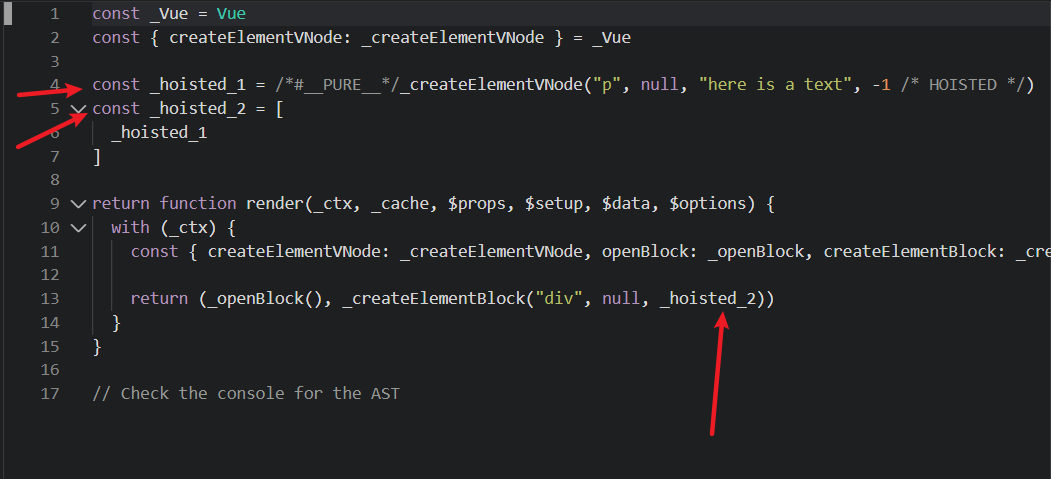 1 const _Vue = Vue
2 const { createElementVNode: _createElementVNode } = _Vue
3
4 const _hoisted_1 = /*#__PURE__*/_createElementVNode("p", null, "here is a text", -1 /* HOISTED */)
5 const _hoisted_2 = [
6   _hoisted_1
7 ]
8
9 return function render(_ctx, _cache, $props, $setup, $data, $options) {
10   with (_ctx) {
11     const { createElementVNode: _createElementVNode, openBlock: _openBlock, createElementBlock: _cre
12
13     return (_openBlock(), _createElementBlock("div", null, _hoisted_2))
14   }
15 }
16
17 // Check the console for the AST